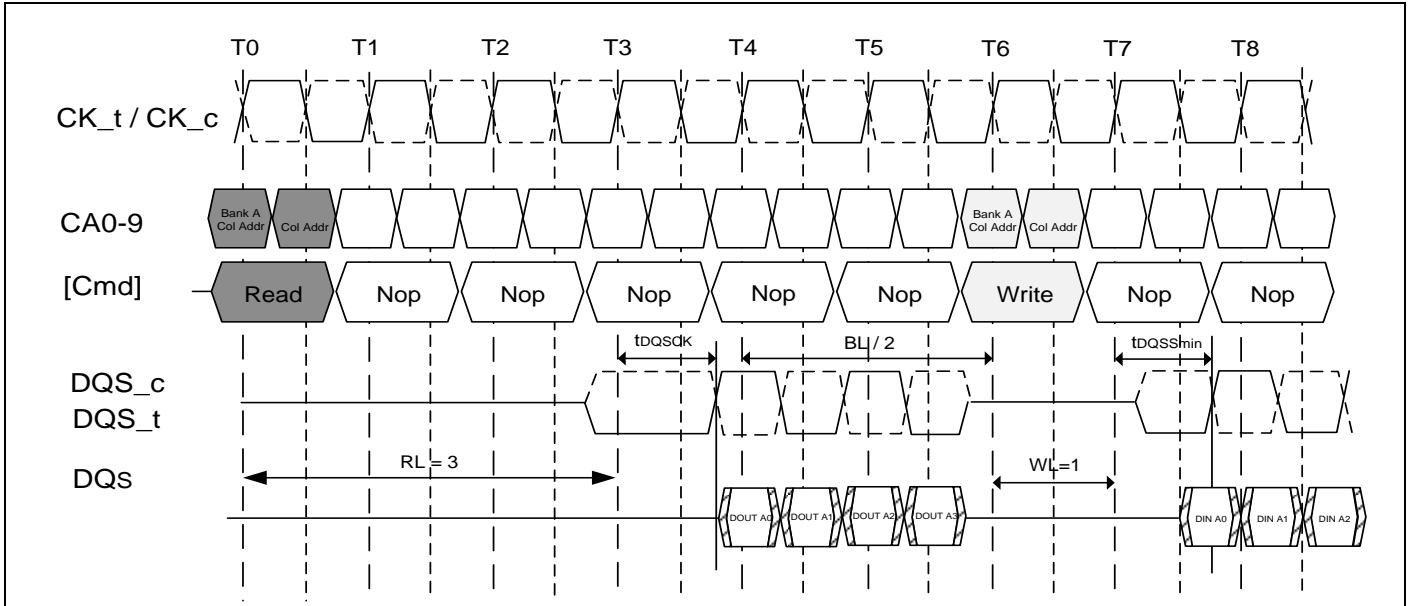 T0 T1 T2 T3 T4 T5 T6 T7 T8
CK_t / CK_c
CA0-9
Bank A
Col Addr
Col Addr
Bank A
Col Addr
Col Addr
[Cmd]
Read Nop Nop Nop Nop Nop Write Nop Nop
tDQSCK BL / 2 tDQSSmin
DQS_c
DQS_t
RL = 3 WL=1
DQs
DOUT A0 DOUT A1 DOUT A2 DOUT A3 DIN A0 DIN A1 DIN A2